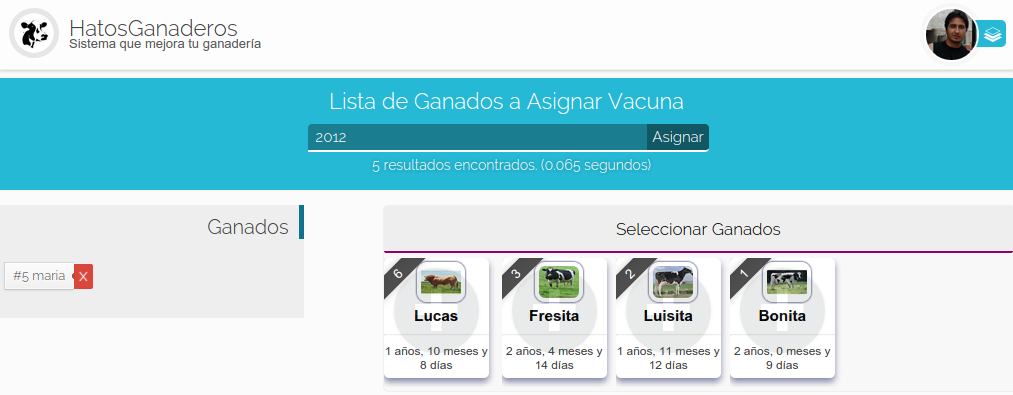 HatosGanaderos
Sistema que mejora tu ganadería
Lista de Ganados a Asignar Vacuna
2012 Asignar
5 resultados encontrados. (0.065 segundos)
Ganados
#5 maria X
Seleccionar Ganados
6 3 2 1
Lucas Fresita Luisita Bonita
1 años, 10 meses y 2 años, 4 meses y 1 años, 11 meses y 2 años, 0 meses y
8 días 14 días 12 días 9 días